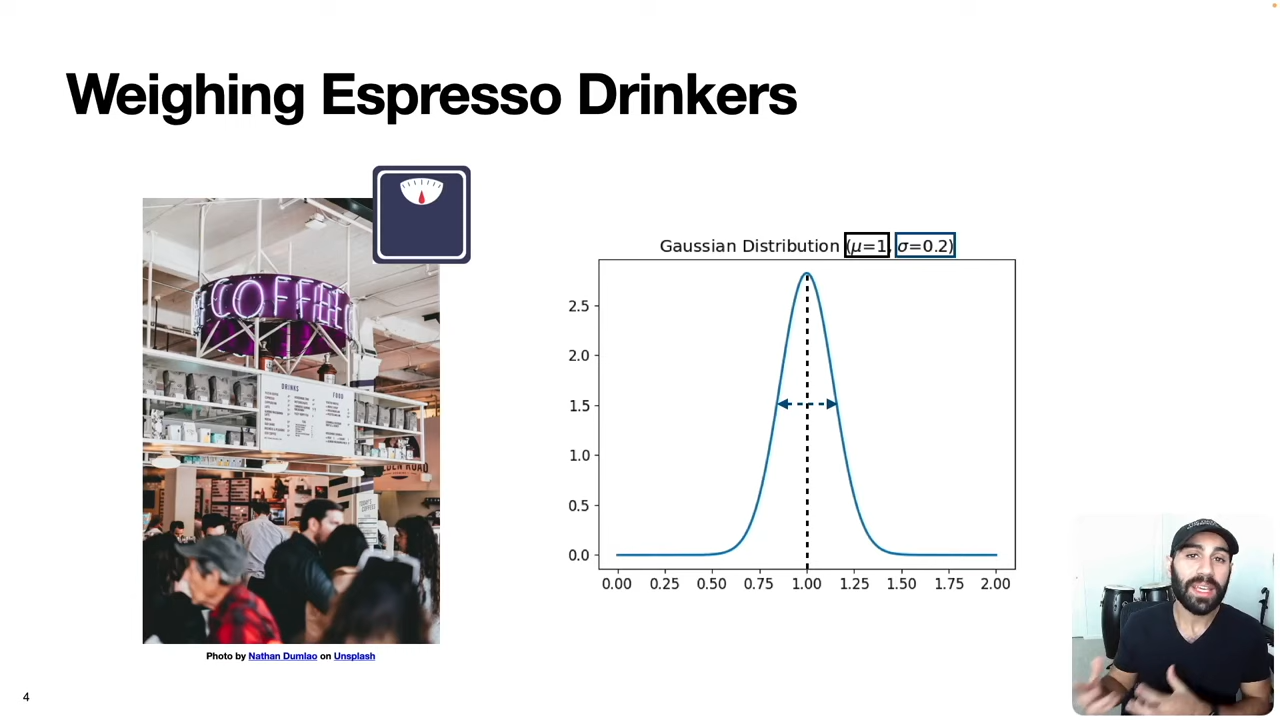 Weighing Espresso Drinkers
COFFEE
DRINKS
FOOD
Gaussian Distribution (μ=1, σ=0.2)
2.5
2.0
1.5
1.0
0.5
0.0
0.00 0.25 0.50 0.75 1.00 1.25 1.50 1.75 2.00
Photo by Nathan Dumlao on Unsplash
4